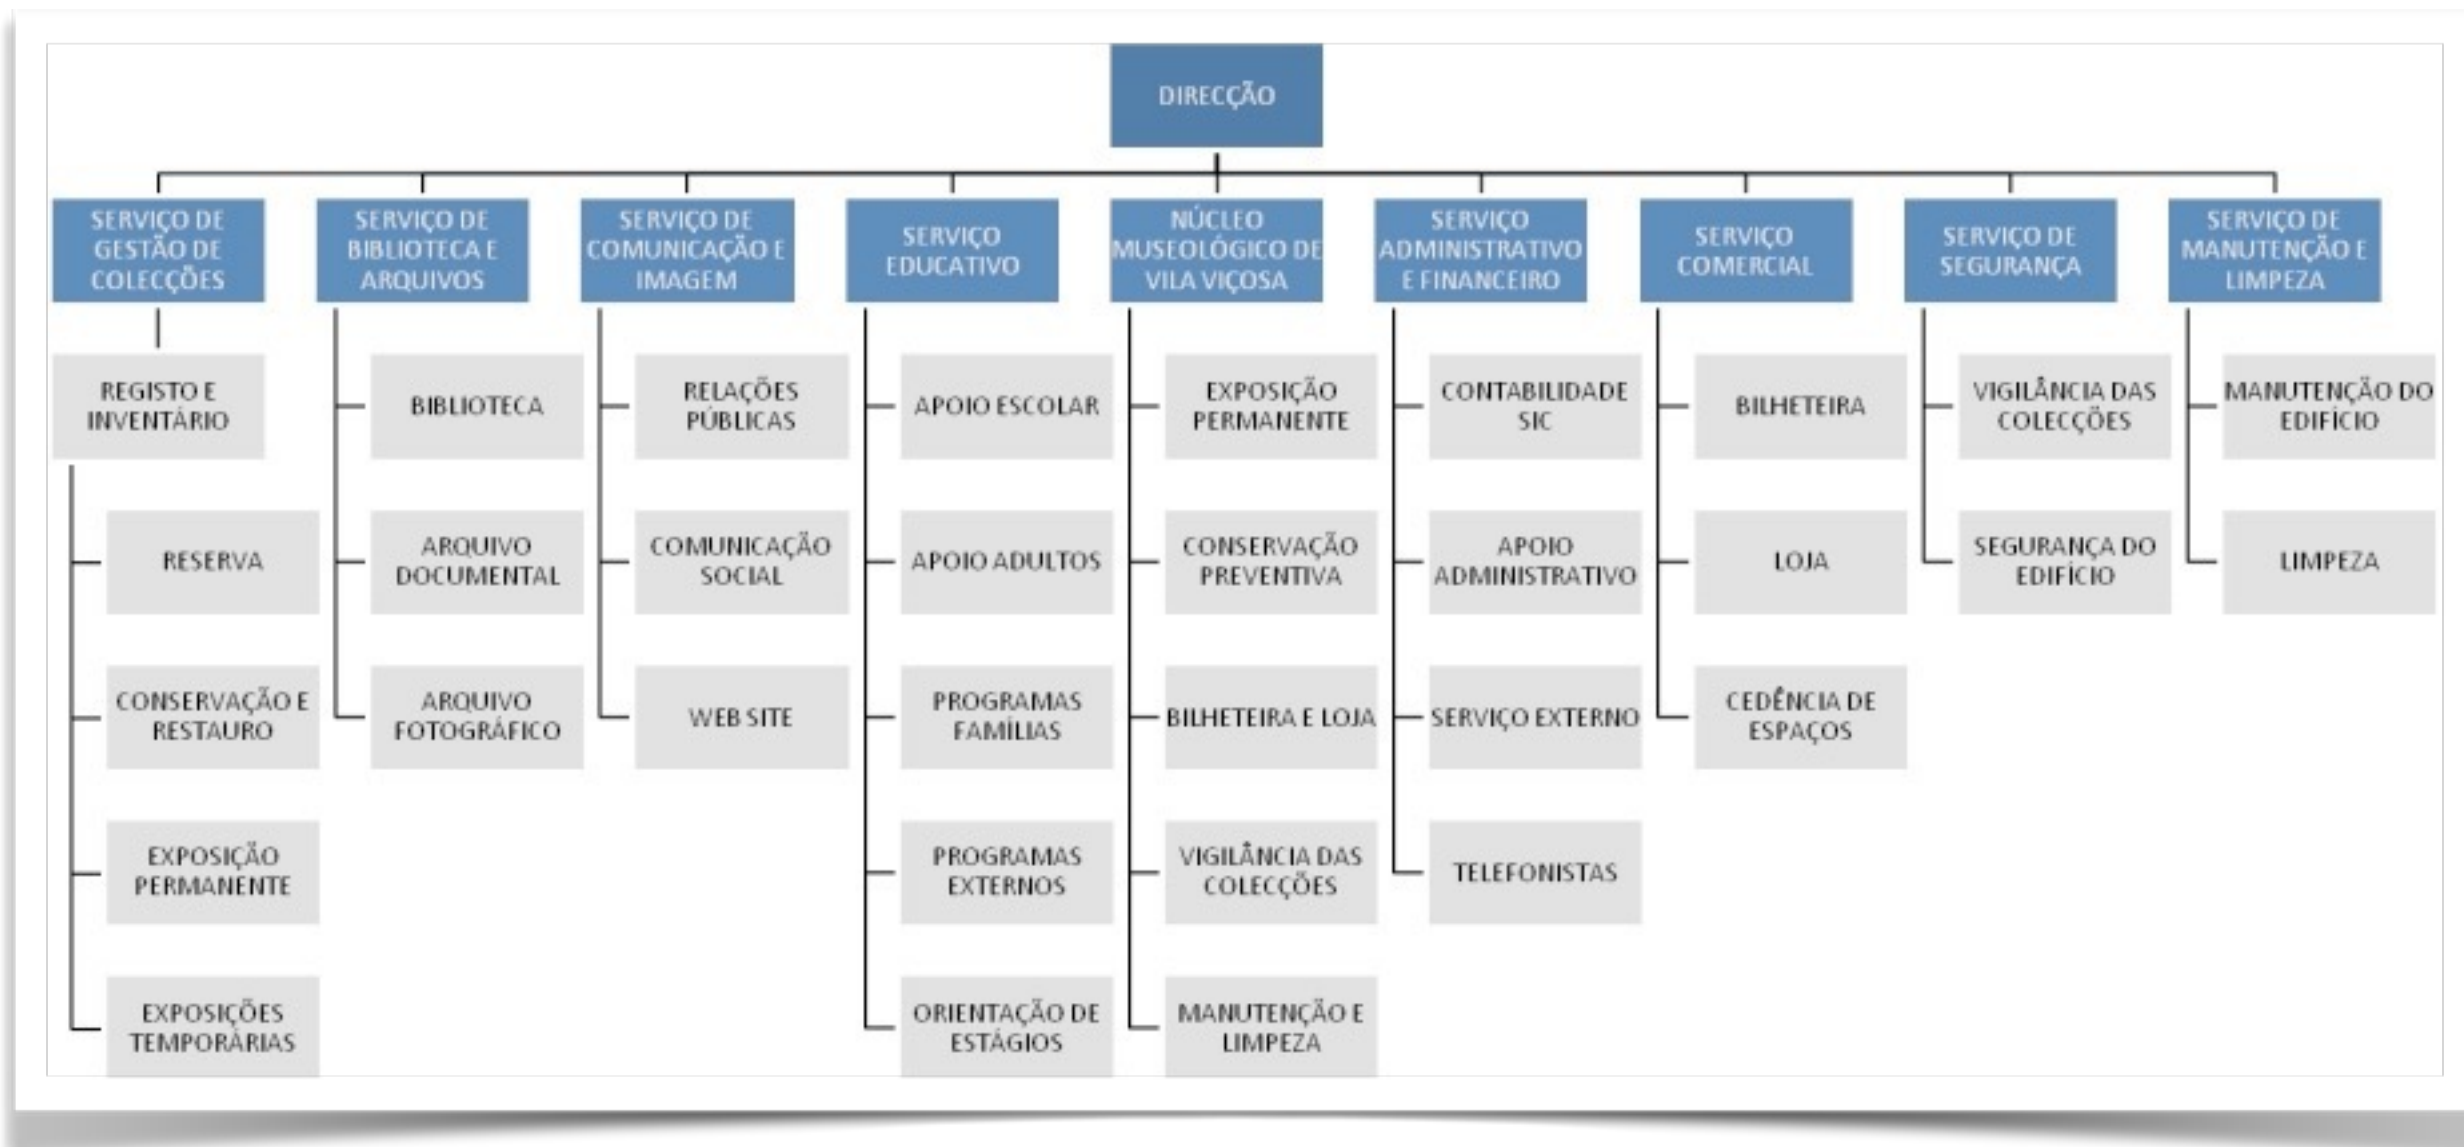 DIRECÇÃO
SERVIÇO DE
GESTÃO DE
COLECÇÕES
SERVIÇO DE
BIBLIOTECA E
ARQUIVOS
SERVIÇO DE
COMUNICAÇÃO E
IMAGEM
SERVIÇO
EDUCATIVO
NÚCLEO
MUSEOLÓGICO DE
VILA VIÇOSA
SERVIÇO
ADMINISTRATIVO
E FINANCEIRO
SERVIÇO
COMERCIAL
SERVIÇO DE
SEGURANÇA
SERVIÇO DE
MANUTENÇÃO E
LIMPEZA
REGISTO E
INVENTÁRIO
BIBLIOTECA
RELAÇÕES
PÚBLICAS
APOIO ESCOLAR
EXPOSIÇÃO
PERMANENTE
CONTABILIDADE
SIC
BILHETEIRA
VIGILÂNCIA DAS
COLECÇÕES
MANUTENÇÃO DO
EDIFÍCIO
RESERVA
ARQUIVO
DOCUMENTAL
COMUNICAÇÃO
SOCIAL
APOIO ADULTOS
CONSERVAÇÃO
PREVENTIVA
APOIO
ADMINISTRATIVO
LOJA
SEGURANÇA DO
EDIFÍCIO
LIMPEZA
CONSERVAÇÃO E
RESTAURO
ARQUIVO
FOTOGRÁFICO
WEB SITE
PROGRAMAS
FAMÍLIAS
BILHETEIRA E LOJA
SERVIÇO EXTERNO
CEDÊNCIA DE
ESPAÇOS
EXPOSIÇÃO
PERMANENTE
PROGRAMAS
EXTERNOS
VIGILÂNCIA DAS
COLECÇÕES
TELEFONISTAS
EXPOSIÇÕES
TEMPORÁRIAS
ORIENTAÇÃO DE
ESTÁGIOS
MANUTENÇÃO E
LIMPEZA